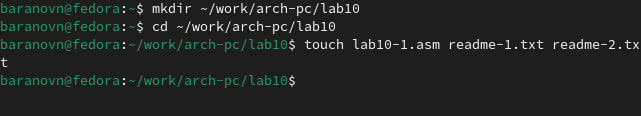 baranovn@fedora:~$ mkdir ~/work/arch-pc/lab10
baranovn@fedora:~$ cd ~/work/arch-pc/lab10
baranovn@fedora:~/work/arch-pc/lab10$ touch lab10-1.asm readme-1.txt readme-2.tx
t
baranovn@fedora:~/work/arch-pc/lab10$